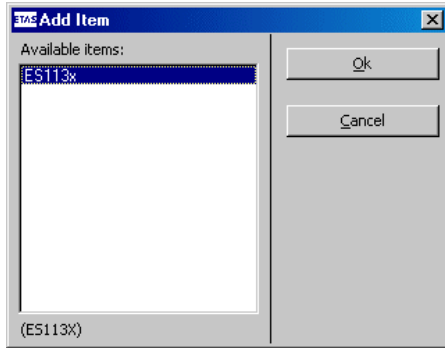 ETAS Add Item
Available items:
ES113x
Ok
Cancel
(ES113X)